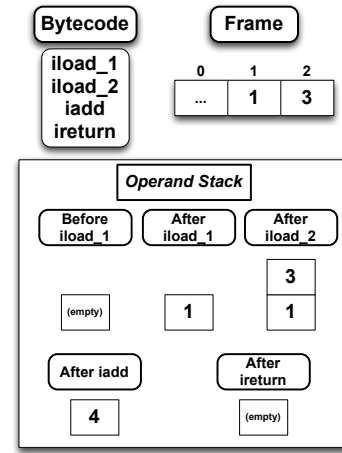 Bytecode
Frame
iload_1
iload_2
iadd
ireturn
0 1 2
... 1 3
Operand Stack
Before iload_1
After iload_1
After iload_2
3
(empty) 1 1
After iadd
After ireturn
4 (empty)